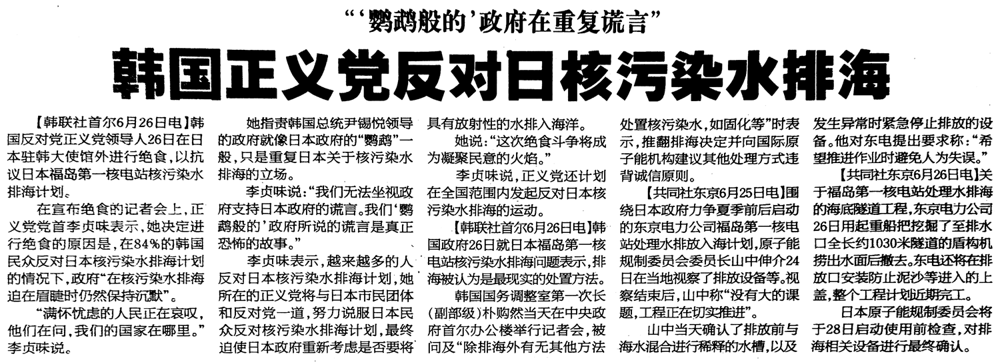 “‘鹦鹉般的’政府在重复谎言”
韩国正义党反对日核污染水排海
【韩联社首尔6月26日电】韩
国反对党正义党领导人26日在日
本驻韩大使馆外进行绝食，以抗
议日本福岛第一核电站核污染水
排海计划。
在宣布绝食的记者会上，正
义党党首李贞味表示，她决定进
行绝食的原因是，在84%的韩国
民众反对日本核污染水排海计划
的情况下，政府“在核污染水排海
迫在眉睫时仍然保持沉默”。
“满怀忧虑的人民正在哀叹，
他们在问，我们的国家在哪里。”
李贞味说。
她指责韩国总统尹锡悦领导
的政府就像日本政府的“鹦鹉”一
般，只是重复日本关于核污染水
排海的立场。
李贞味说：“我们无法坐视政
府支持日本政府的谎言。我们‘鹦
鹉般的’政府所说的谎言是真正
恐怖的故事。”
李贞味表示，越来越多的人
反对日本核污染水排海计划，她
所在的正义党将与日本市民团体
和反对党一道，努力说服日本民
众反对核污染水排海计划，最终
迫使日本政府重新考虑是否要将
具有放射性的水排入海洋。
她说：“这次绝食斗争将成
为凝聚民意的火焰。”
李贞味说，正义党还计划
在全国范围内发起反对日本核
污染水排海的运动。
【韩联社首尔6月26日电】韩
国政府26日就日本福岛第一核
电站核污染水排海问题表示，排
海被认为是最现实的处置方法。
韩国国务调整室第一次长
（副部级）朴购然当天在中央政
府首尔办公楼举行记者会，被
问及“除排海外有无其他方法
处置核污染水，如固化等”时表
示，推翻排海决定并向国际原
子能机构建议其他处理方式违
背诚信原则。
【共同社东京6月25日电】围
绕日本政府力争夏季前后启动
的东京电力公司福岛第一核电
站处理水排放入海计划，原子能
规制委员会委员长山中伸介24
日在当地视察了排放设备等。视
察结束后，山中称“没有大的课
题，工程正在切实推进”。
山中当天确认了排放前与
海水混合进行稀释的水槽，以及
发生异常时紧急停止排放的设
备。他对东电提出要求称：“希
望推进作业时避免人为失误。”
【共同社东京6月26日电】关
于福岛第一核电站处理水排海
的海底隧道工程，东京电力公司
26日用起重船把挖掘了至排水
口全长约1030米隧道的盾构机
捞出水面后撤去。东电还将在排
放口安装防止泥沙等进入的上
盖，整个工程计划近期完工。
日本原子能规制委员会将
于28日启动使用前检查，对排
海相关设备进行最终确认。